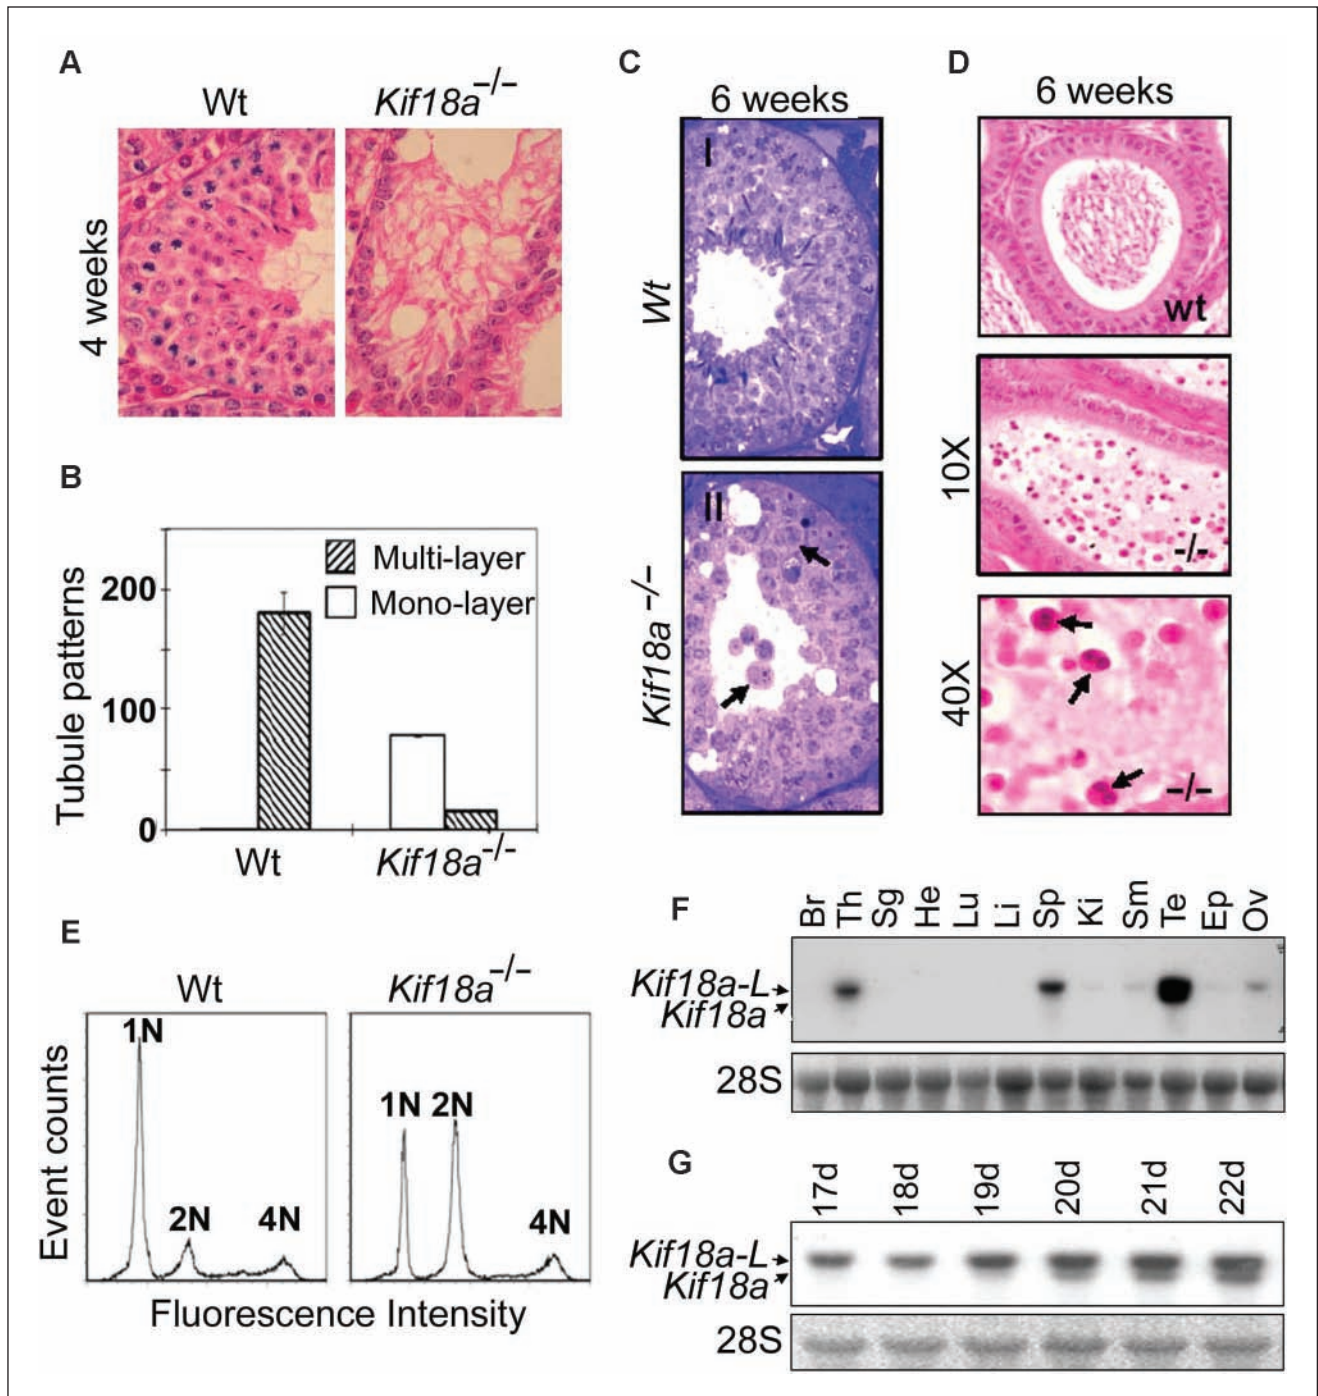 A
Wt
Kif18a−/−
4 weeks
B
Tubule patterns
200
100
0
Multi-layer
Mono-layer
Wt
Kif18a-/-
C
6 weeks
Wt
I
Kif18a-/-
II
D
6 weeks
wt
10X
-/-
40X
-/-
E
Wt
Kif18a−/−
Event counts
1N
2N
4N
1N 2N
4N
Fluorescence Intensity
F
Br Th Sg He Lu Li Sp Ki Sm Te Ep Ov
Kif18a-L
Kif18a
28S
G
17d 18d 19d 20d 21d 22d
Kif18a-L
Kif18a
28S